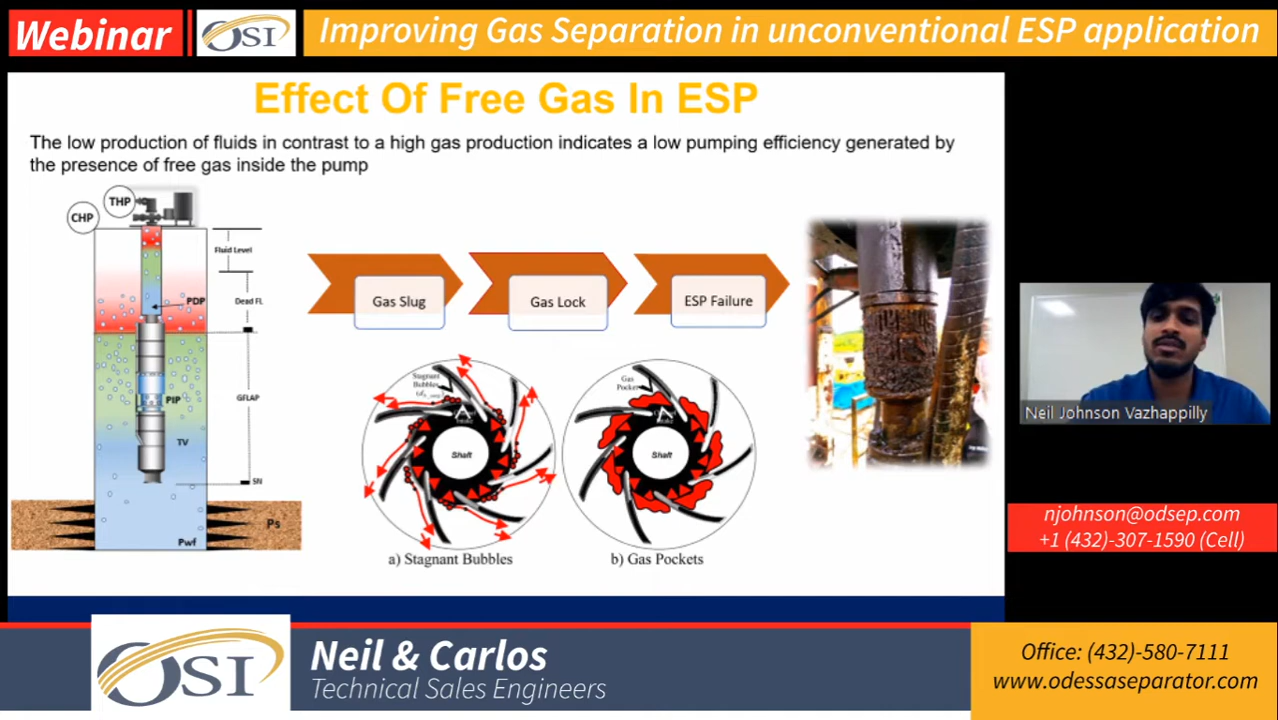 Webinar
OSI
Improving Gas Separation in unconventional ESP application
Effect Of Free Gas In ESP
The low production of fluids in contrast to a high gas production indicates a low pumping efficiency generated by
the presence of free gas inside the pump
THP
CHP
Fluid Level
PDP
Dead FL
PIP
GFLAP
TV
SN
Ps
Pwf
Gas Slug
Gas Lock
ESP Failure
Stagnant
Bubbles
Shaft
a) Stagnant Bubbles
Gas
Pocket
Shaft
b) Gas Pockets
Neil Johnson Vazhappilly
njohnson@odsep.com
+1 (432)-307-1590 (Cell)
OSI
Neil & Carlos
Technical Sales Engineers
Office: (432)-580-7111
www.odessaseparator.com